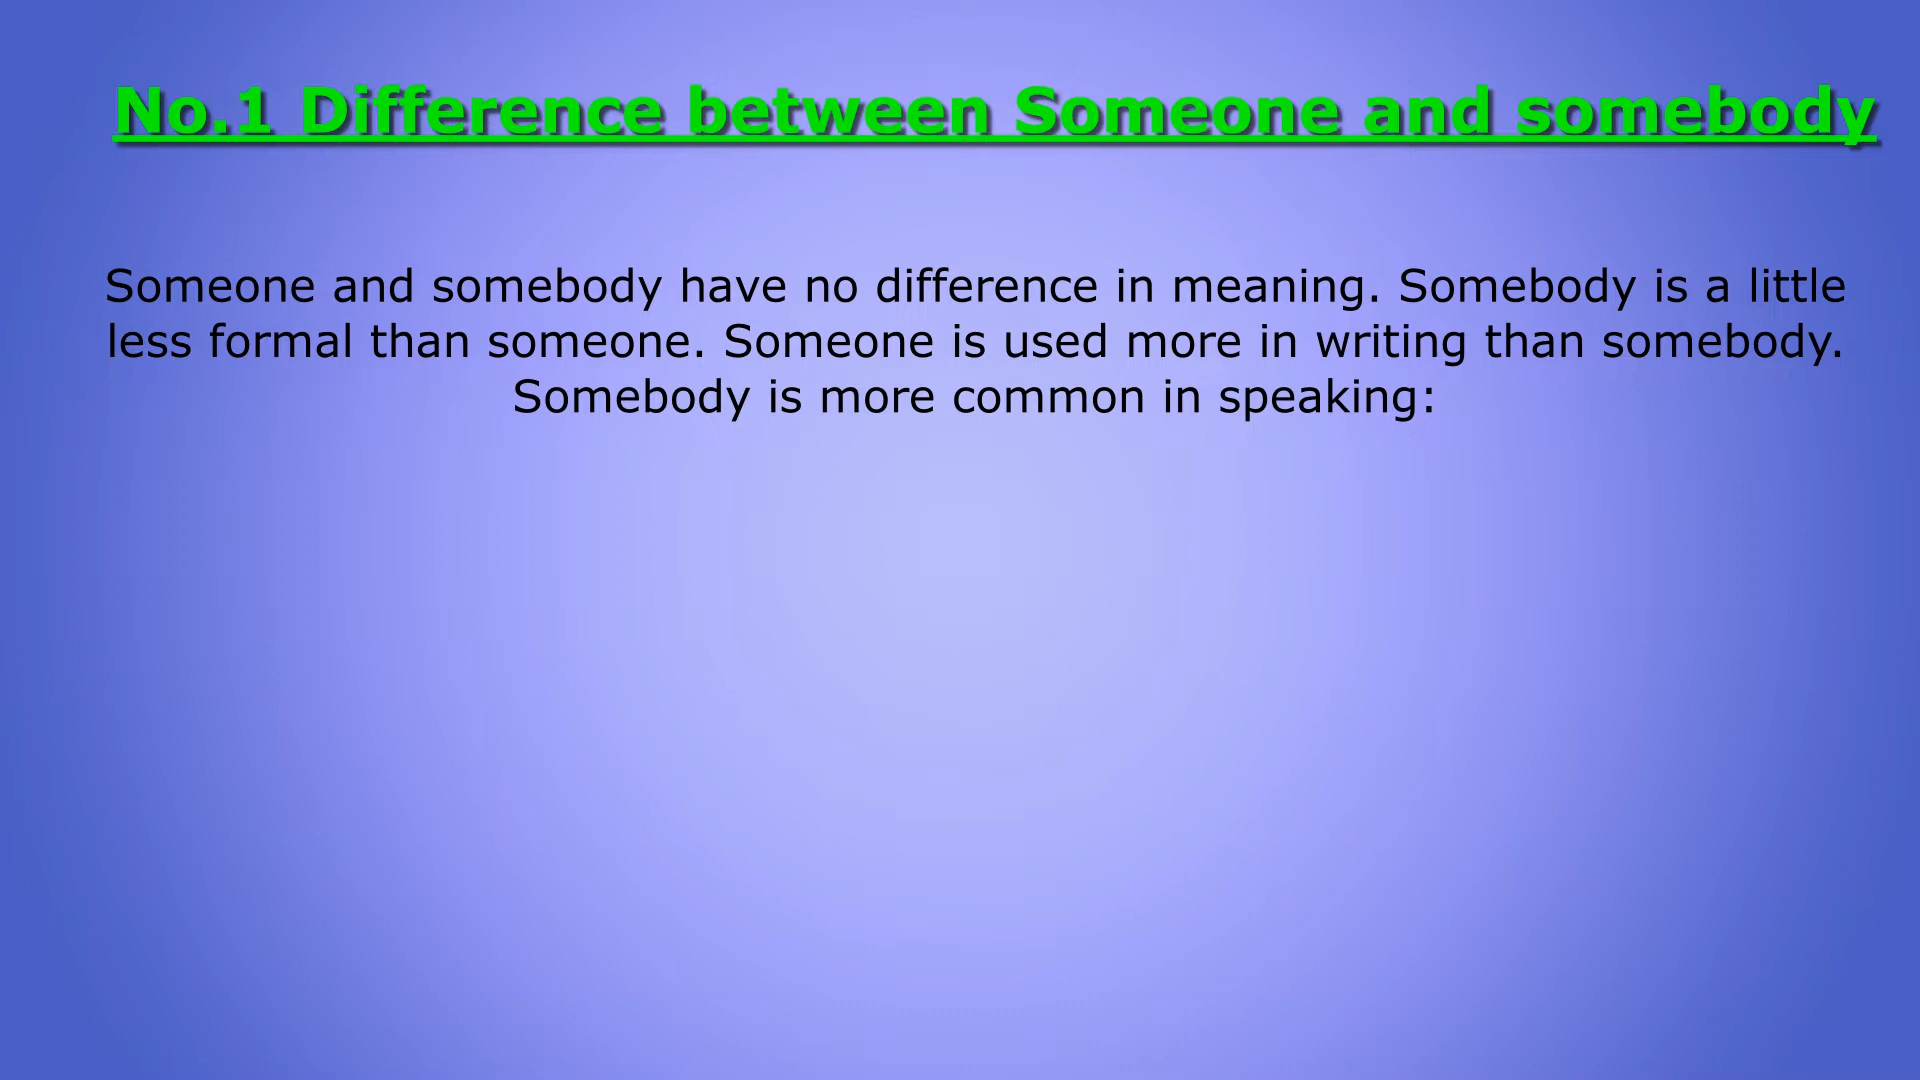 No.1 Difference between Someone and somebody
Someone and somebody have no difference in meaning. Somebody is a little
less formal than someone. Someone is used more in writing than somebody.
Somebody is more common in speaking: